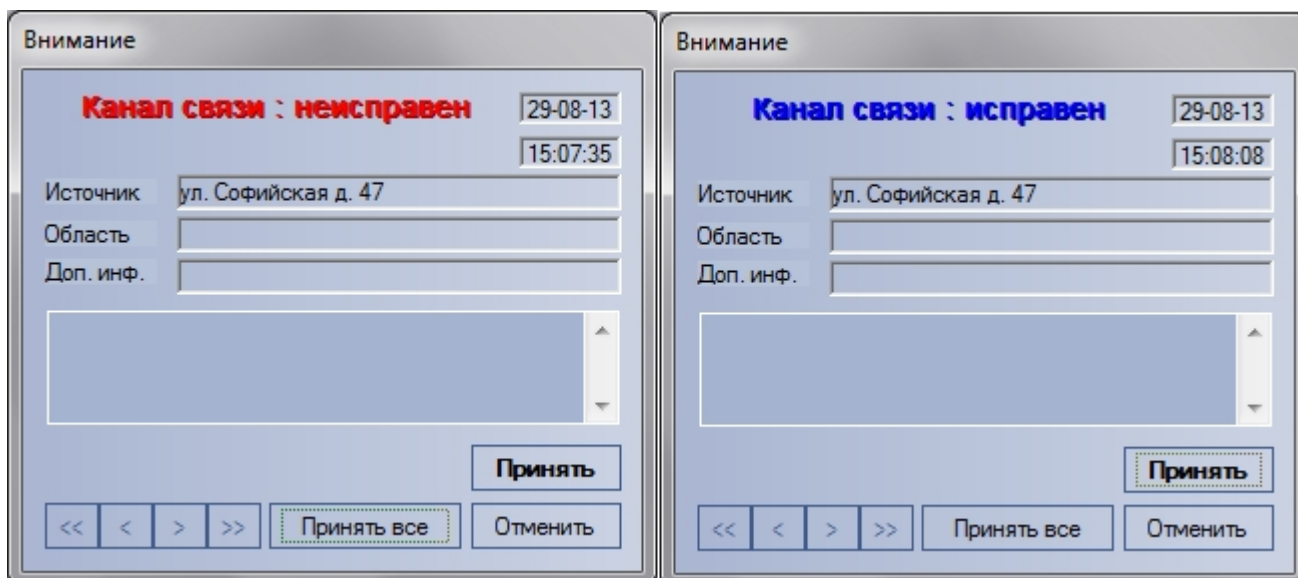 Внимание
Канал связи : неисправен
29-08-13
15:07:35
Источник
ул. Софийская д. 47
Область
Доп. инф.
Принять
<< < > >> Принять все Отменить
Внимание
Канал связи : исправен
29-08-13
15:08:08
Источник
ул. Софийская д. 47
Область
Доп. инф.
Принять
<< < > >> Принять все Отменить